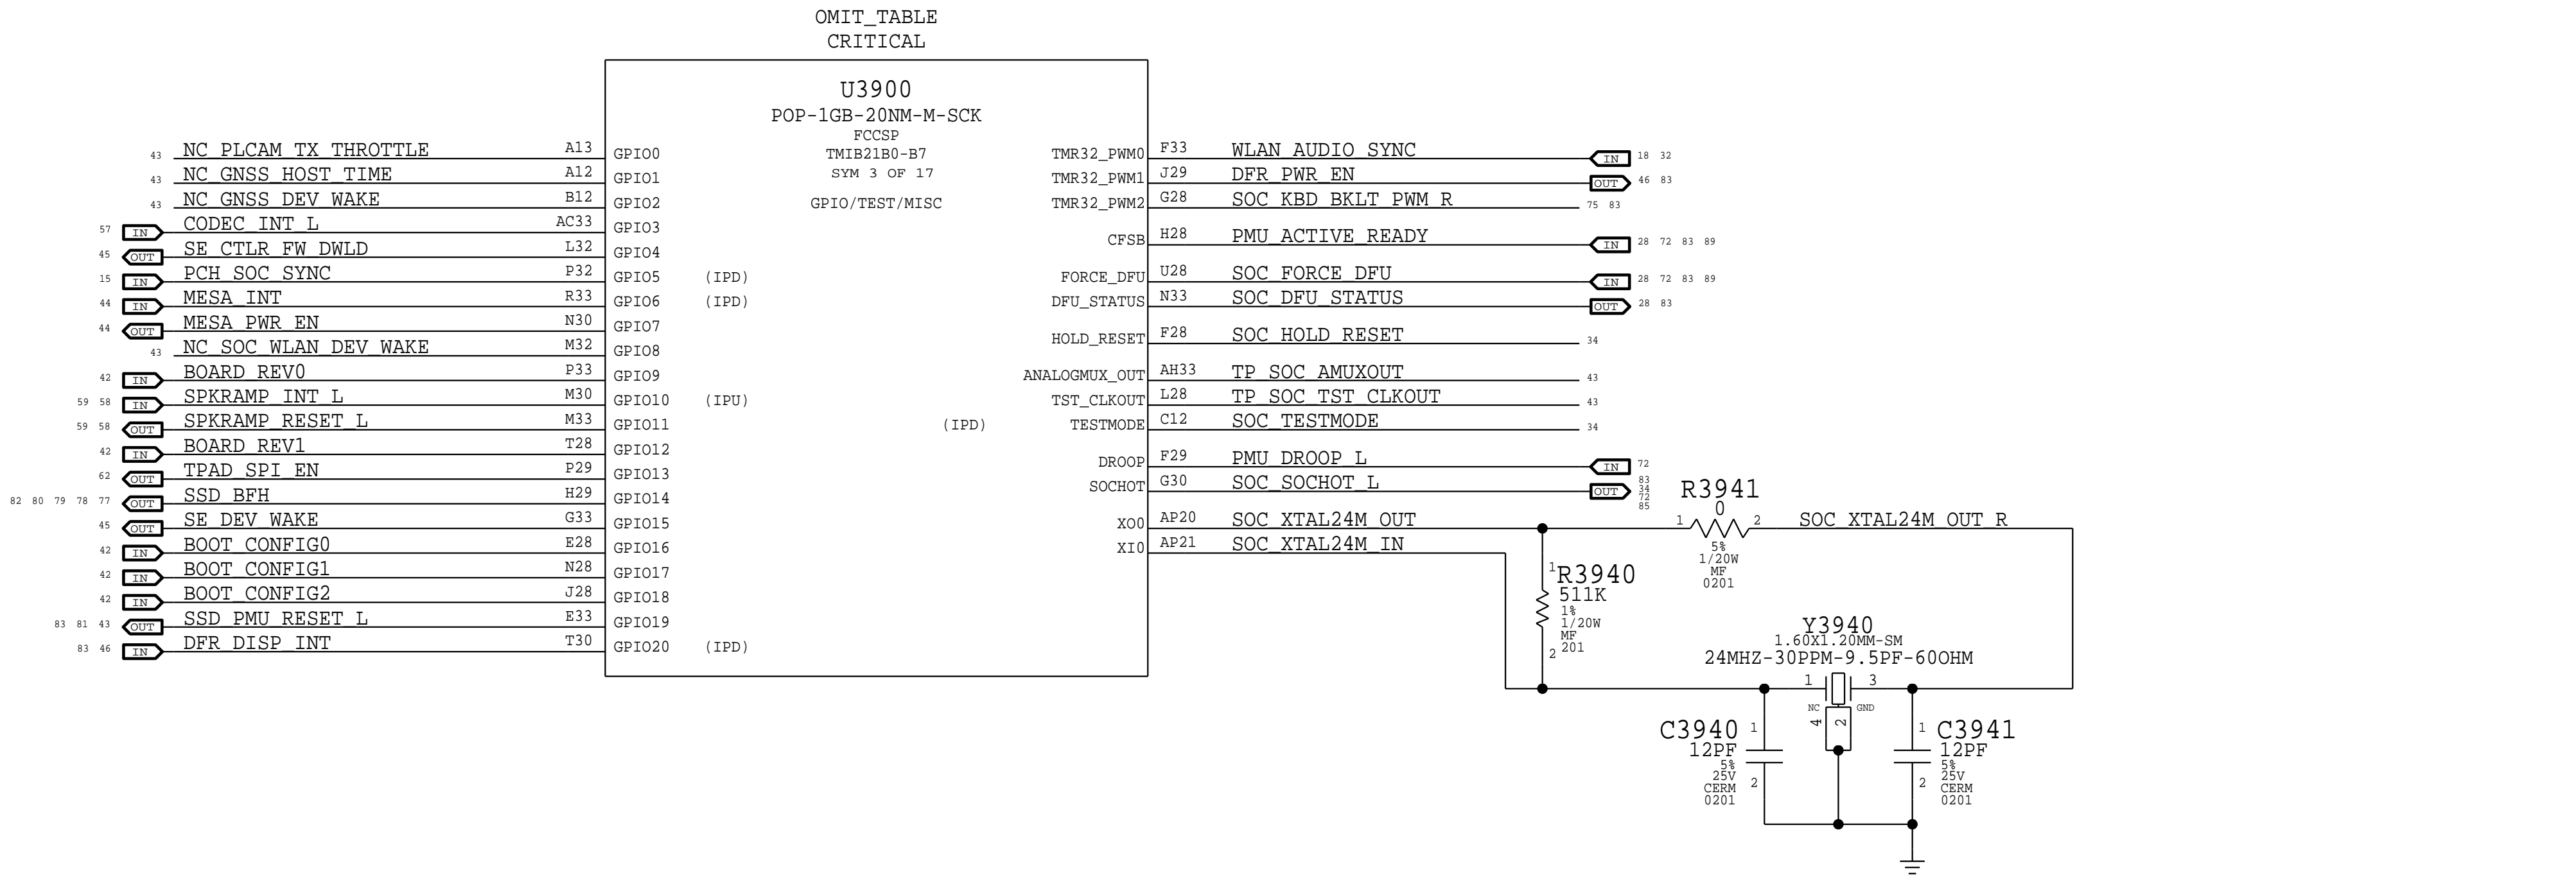 OMIT_TABLE
CRITICAL
U3900
POP-1GB-20NM-M-SCK
FCCSP
TMIB21B0-B7
SYM 3 OF 17
GPIO/TEST/MISC
43 NC_PLCAM_TX_THROTTLE A13 GPIO0
43 NC_GNSS_HOST_TIME A12 GPIO1
43 NC_GNSS_DEV_WAKE B12 GPIO2
57 IN CODEC_INT_L AC33 GPIO3
45 OUT SE_CTLR_FW_DWLD L32 GPIO4
15 IN PCH_SOC_SYNC P32 GPIO5 (IPD)
44 IN MESA_INT R33 GPIO6 (IPD)
44 OUT MESA_PWR_EN N30 GPIO7
43 NC_SOC_WLAN_DEV_WAKE M32 GPIO8
42 IN BOARD_REV0 P33 GPIO9
59 58 IN SPKRAMP_INT_L M30 GPIO10 (IPU)
59 58 OUT SPKRAMP_RESET_L M33 GPIO11
42 IN BOARD_REV1 T28 GPIO12
62 OUT TPAD_SPI_EN P29 GPIO13
82 80 79 78 77 OUT SSD_BFH H29 GPIO14
45 OUT SE_DEV_WAKE G33 GPIO15
42 IN BOOT_CONFIG0 E28 GPIO16
42 IN BOOT_CONFIG1 N28 GPIO17
42 IN BOOT_CONFIG2 J28 GPIO18
83 81 43 OUT SSD_PMU_RESET_L E33 GPIO19
83 46 IN DFR_DISP_INT T30 GPIO20 (IPD)
TMR32_PWM0 F33 WLAN_AUDIO_SYNC IN 18 32
TMR32_PWM1 J29 DFR_PWR_EN OUT 46 83
TMR32_PWM2 G28 SOC_KBD_BKLT_PWM_R 75 83
CFSB H28 PMU_ACTIVE_READY IN 28 72 83 89
FORCE_DFU U28 SOC_FORCE_DFU IN 28 72 83 89
DFU_STATUS N33 SOC_DFU_STATUS OUT 28 83
HOLD_RESET F28 SOC_HOLD_RESET 34
ANALOGMUX_OUT AH33 TP_SOC_AMUXOUT 43
TST_CLKOUT L28 TP_SOC_TST_CLKOUT 43
(IPD) TESTMODE C12 SOC_TESTMODE 34
DROOP F29 PMU_DROOP_L IN 72
SOCHOT G30 SOC_SOCHOT_L OUT
83
34
72
85
XO0 AP20 SOC_XTAL24M_OUT
XI0 AP21 SOC_XTAL24M_IN
R3941
0
1 2
5%
1/20W
MF
0201
SOC_XTAL24M_OUT_R
1
R3940
511K
1%
1/20W
MF
201
2
Y3940
1.60X1.20MM-SM
24MHZ-30PPM-9.5PF-60OHM
1 3
NC GND
4 2
C3940 1
12PF
5%
25V
CERM
0201
2
1 C3941
12PF
5%
25V
CERM
0201
2